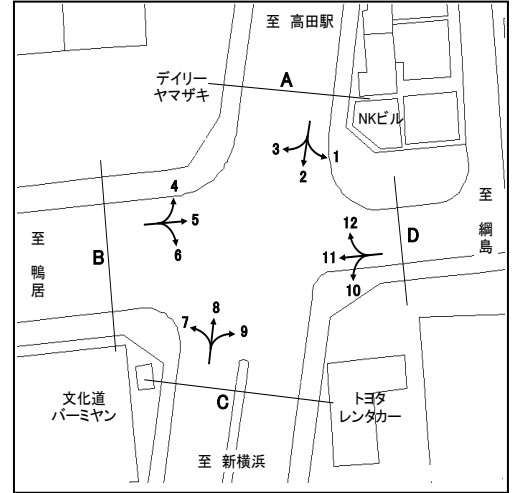 至 高田駅
デイリー
ヤマザキ
A
NKビル
3
2
1
4
5
6
至
鴨
居
B
12
11
10
D
至
綱
島
7
8
9
C
文化道
バーミヤン
トヨタ
レンタカー
至 新横浜